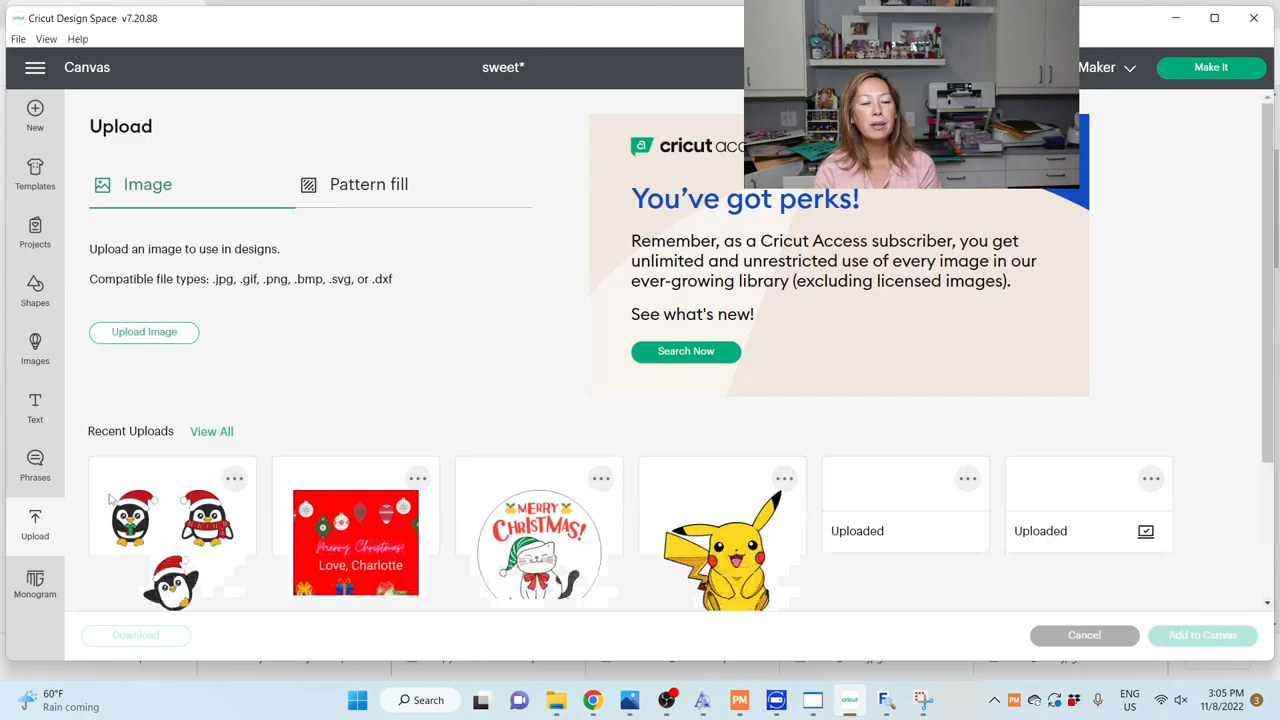 Cricut Design Space v7.20.88
File View Help
Canvas
sweet*
Maker
Make It
New
Templates
Projects
Shapes
Images
Text
Phrases
Upload
Monogram
Upload
Image
Pattern fill
Upload an image to use in designs.
Compatible file types: .jpg, .gif, .png, .bmp, .svg, or .dxf
Upload Image
cricut
You've got perks!
Remember, as a Cricut Access subscriber, you get
unlimited and unrestricted use of every image in our
ever-growing library (excluding licensed images).
See what's new!
Search Now
Recent Uploads View All
Merry Christmas!
Love, Charlotte
MERRY
CHRISTMAS!
Uploaded
Uploaded
Download
Cancel
Add to Canvas
60°F
Rain coming
Search
PM
PM
ENG
US
3:05 PM
11/8/2022
3